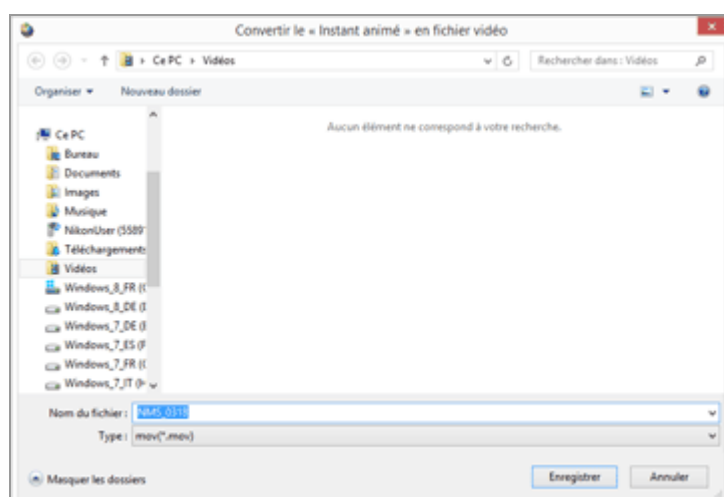 Convertir le « Instant animé » en fichier vidéo
Ce PC
Vidéos
Rechercher dans : Vidéos
Organiser
Nouveau dossier
Aucun élément ne correspond à votre recherche.
Ce PC
Bureau
Documents
Images
Musique
NikonUser (5589
Téléchargements
Vidéos
Windows_8_FR (
Windows_8_DE (
Windows_7_DE (
Windows_7_ES (
Windows_7_FR (
Windows_7_IT (
Nom du fichier : NMS_0318
Type : mov(*.mov)
Masquer les dossiers
Enregistrer
Annuler